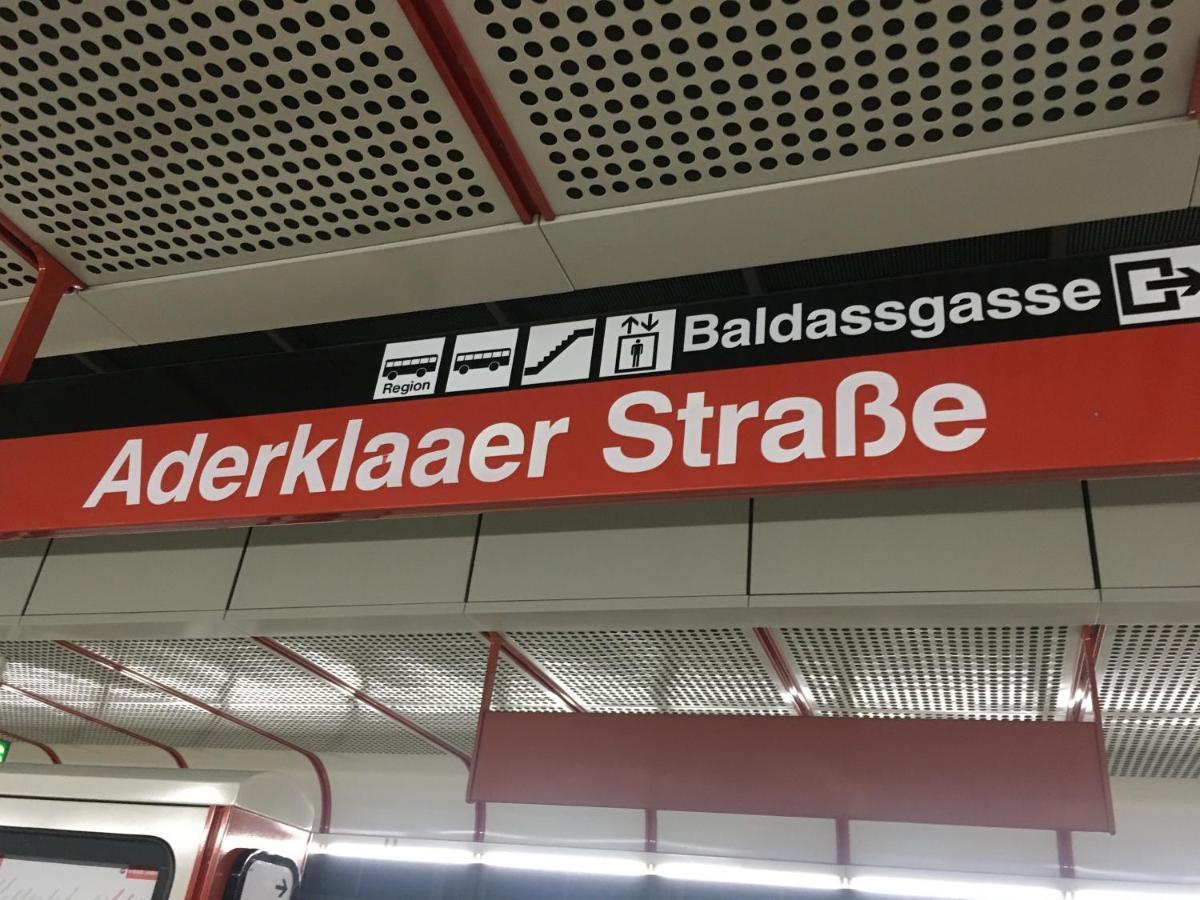 Region
Baldassgasse
Aderklaaer Straße